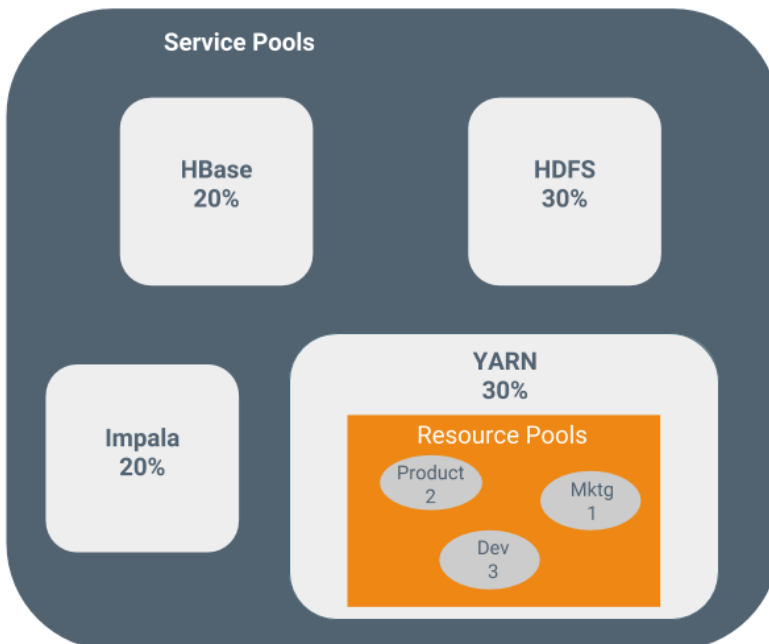 Service Pools
HBase
20%
HDFS
30%
Impala
20%
YARN
30%
Resource Pools
Product
2
Mktg
1
Dev
3